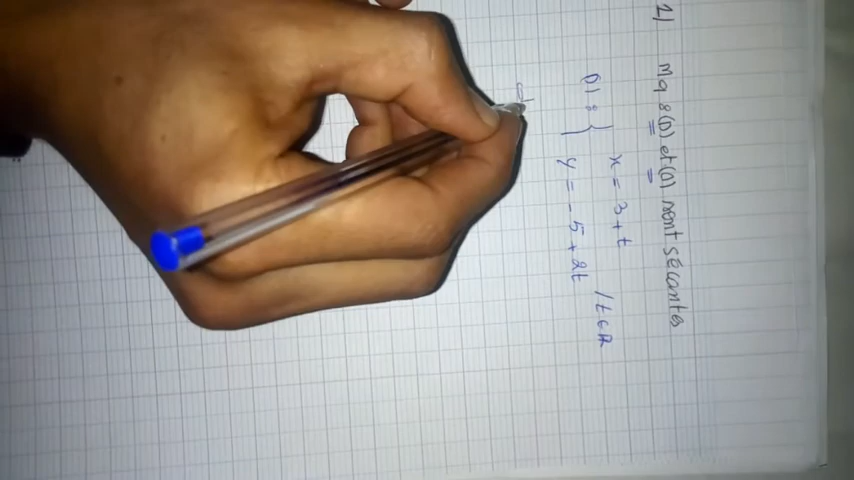 1) Mq : (D) et (Δ) sont sécantes
D) : { x = 3 + t
y = -5 + 2t / t ∈ R
d